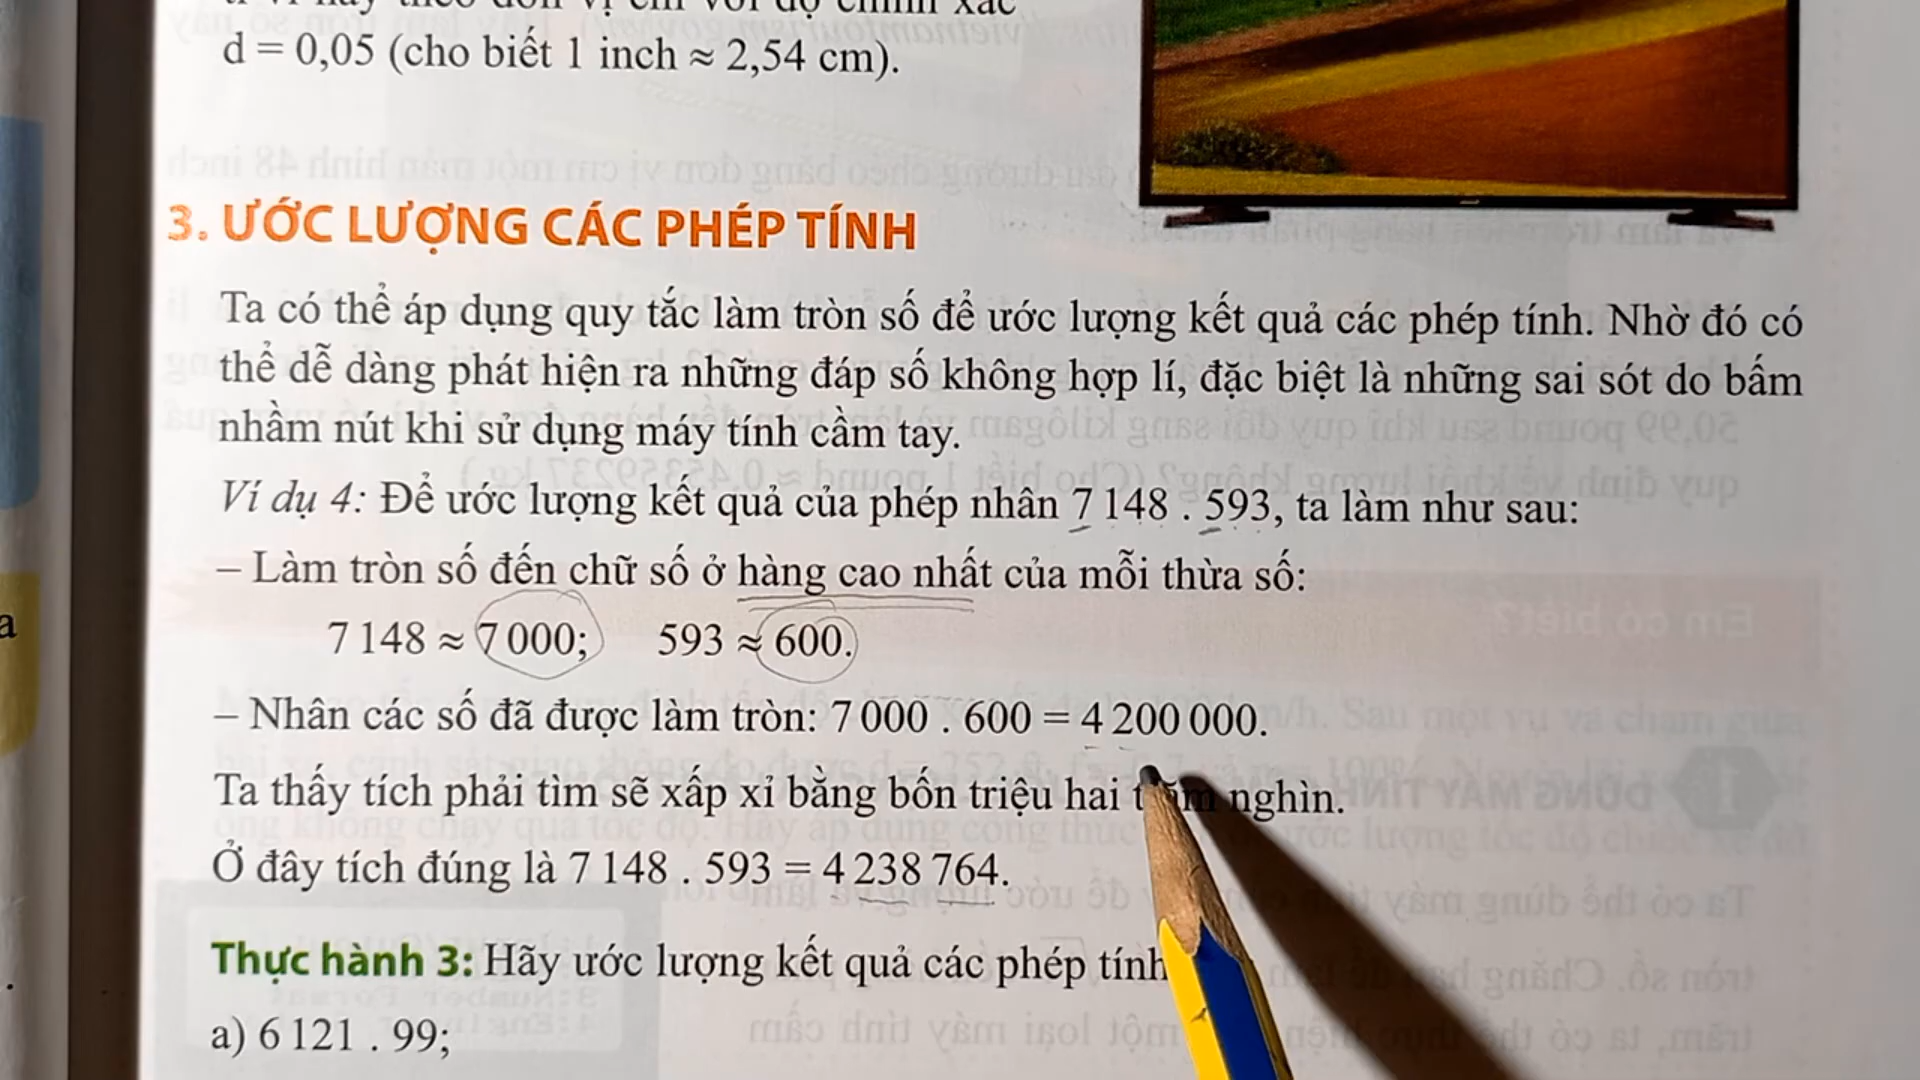 d = 0,05 (cho biết 1 inch ≈ 2,54 cm).
3. ƯỚC LƯỢNG CÁC PHÉP TÍNH
Ta có thể áp dụng quy tắc làm tròn số để ước lượng kết quả các phép tính. Nhờ đó có
thể dễ dàng phát hiện ra những đáp số không hợp lí, đặc biệt là những sai sót do bấm
nhầm nút khi sử dụng máy tính cầm tay.
Ví dụ 4: Để ước lượng kết quả của phép nhân 7 148 . 593, ta làm như sau:
– Làm tròn số đến chữ số ở hàng cao nhất của mỗi thừa số:
7 148 ≈ 7 000; 593 ≈ 600.
– Nhân các số đã được làm tròn: 7 000 . 600 = 4 200 000.
Ta thấy tích phải tìm sẽ xấp xỉ bằng bốn triệu hai trăm nghìn.
Ở đây tích đúng là 7 148 . 593 = 4 238 764.
Thực hành 3: Hãy ước lượng kết quả các phép tính
a) 6 121 . 99;